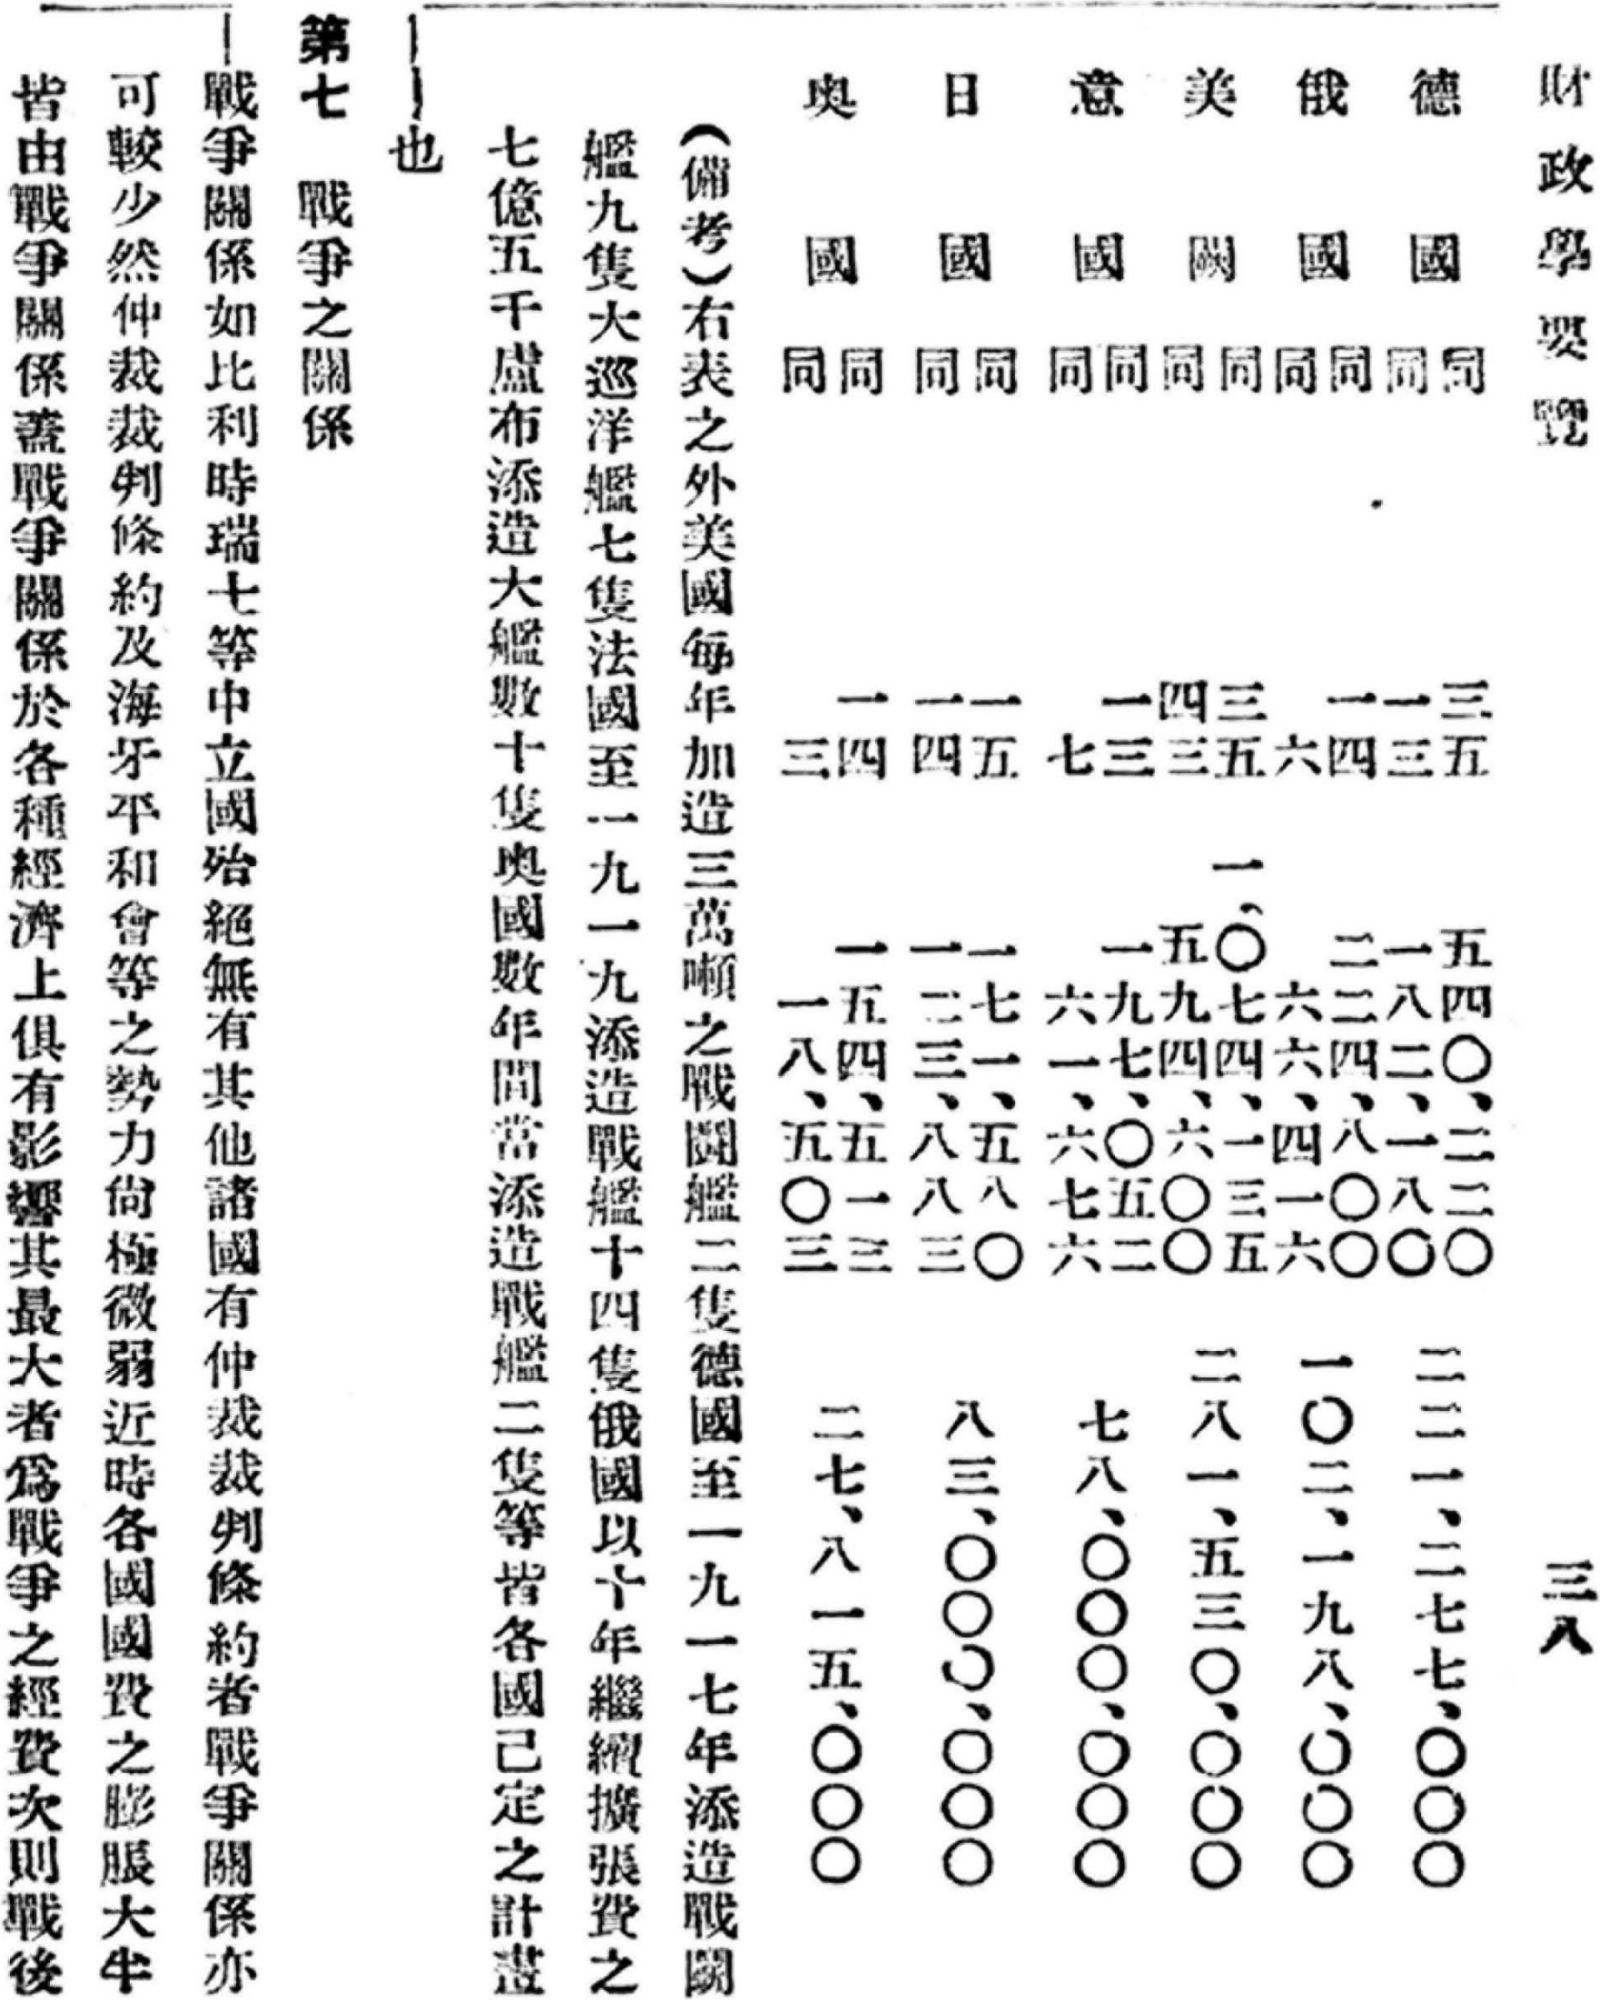 財政學要覽 三八
同 三五 五四〇、二二〇
德國 二二一、二七七、〇〇〇
同 一三 一八二、一八〇
同 一四 二二四、八〇〇
俄國 一〇二、一九八、〇〇〇
同 六 六六、四一六
同 三五 一、〇七四、一三五
美國 二八一、五三〇、〇〇〇
同 四三 五九四、六〇〇
同 一三 一九七、〇五二
意國 七八、〇〇〇、〇〇〇
同 七 六一、六七六
同 一五 一七一、五八〇
日國 八三、〇〇〇、〇〇〇
同 一四 一二三、八八三
同 一四 一五四、五一三
奥國 二七、八一五、〇〇〇
同 三 一八、五〇三
(備考)右表之外美國每年加造三萬噸之戰鬬艦二隻德國至一九一七年添造戰鬬
艦九隻大巡洋艦七隻法國至一九一九添造戰艦十四隻俄國以十年繼續擴張費之
七億五千盧布添造大艦數十隻奥國數年間當添造戰艦二隻等皆各國已定之計畫
也
第七 戰爭之關係
戰爭關係如比利時瑞士等中立國殆絕無有其他諸國有仲裁裁判條約者戰爭關係亦
可較少然仲裁裁判條約及海牙平和會等之勢力尙極微弱近時各國國費之膨脹大半
皆由戰爭關係蓋戰爭關係於各種經濟上俱有影響其最大者爲戰爭之經費次則戰後